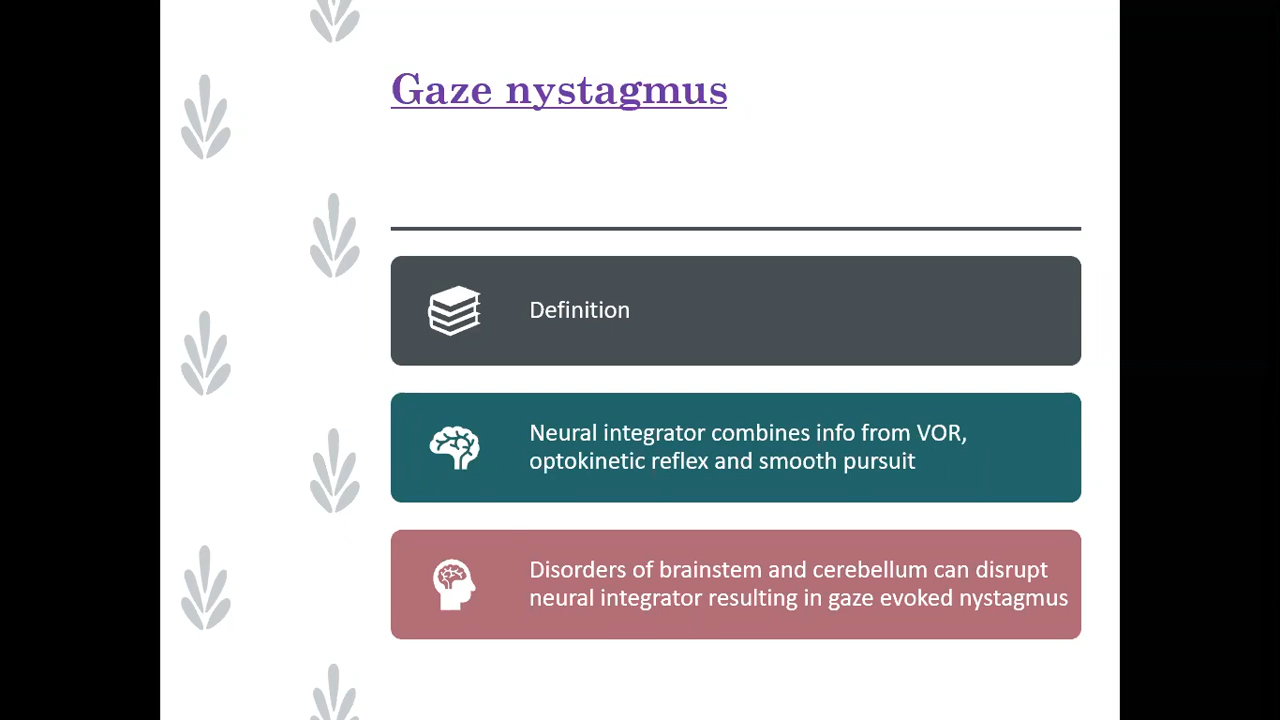 Gaze nystagmus
Definition
Neural integrator combines info from VOR,
optokinetic reflex and smooth pursuit
Disorders of brainstem and cerebellum can disrupt
neural integrator resulting in gaze evoked nystagmus